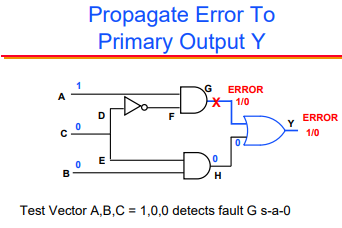 Propagate Error To
Primary Output Y
1
A
G
ERROR
X
1/0
D
F
Y
ERROR
C
0
1/0
0
E
0
0
B
H
Test Vector A,B,C = 1,0,0 detects fault G s-a-0